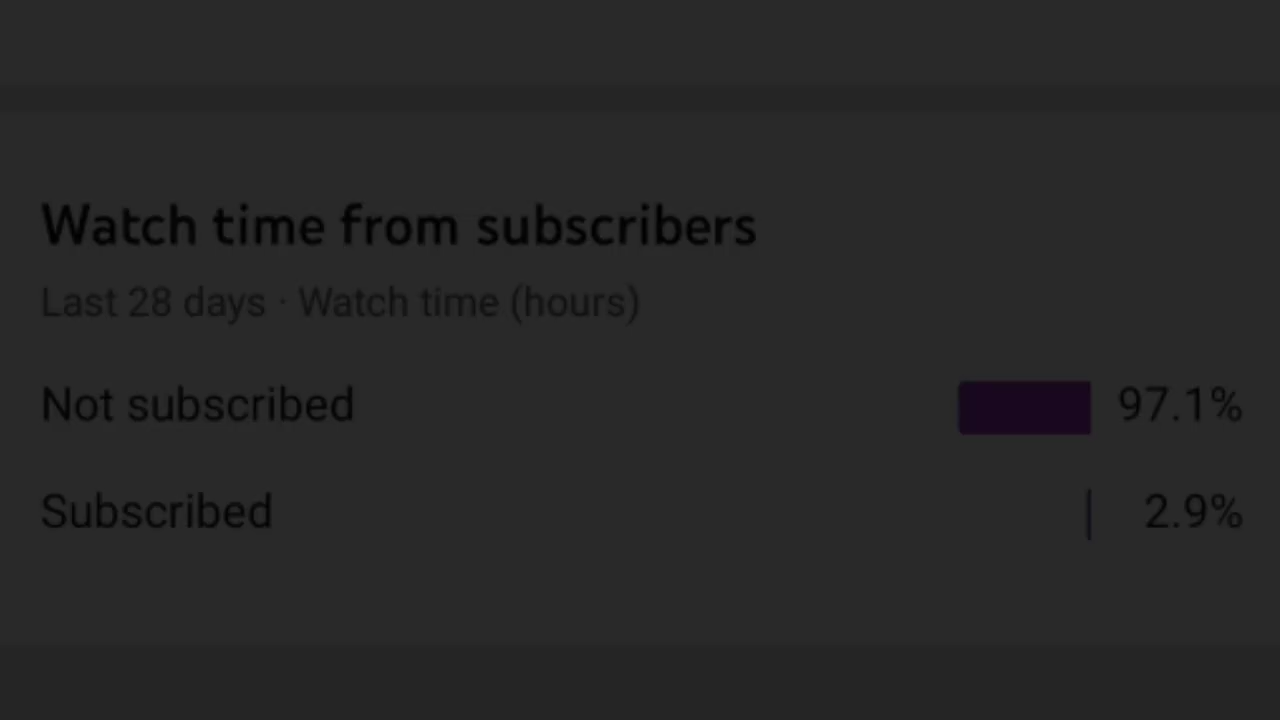 Watch time from subscribers
Last 28 days · Watch time (hours)
Not subscribed 97.1%
Subscribed 2.9%